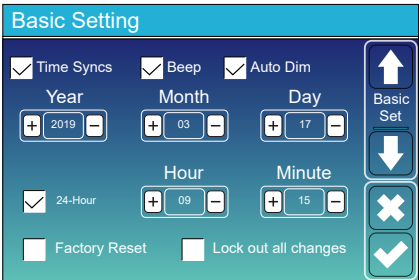 Basic Setting
Time Syncs Beep Auto Dim
Year Month Day Basic Set
+ 2019 − + 03 − + 17 −
Hour Minute
24-Hour + 09 − + 15 −
Factory Reset Lock out all changes